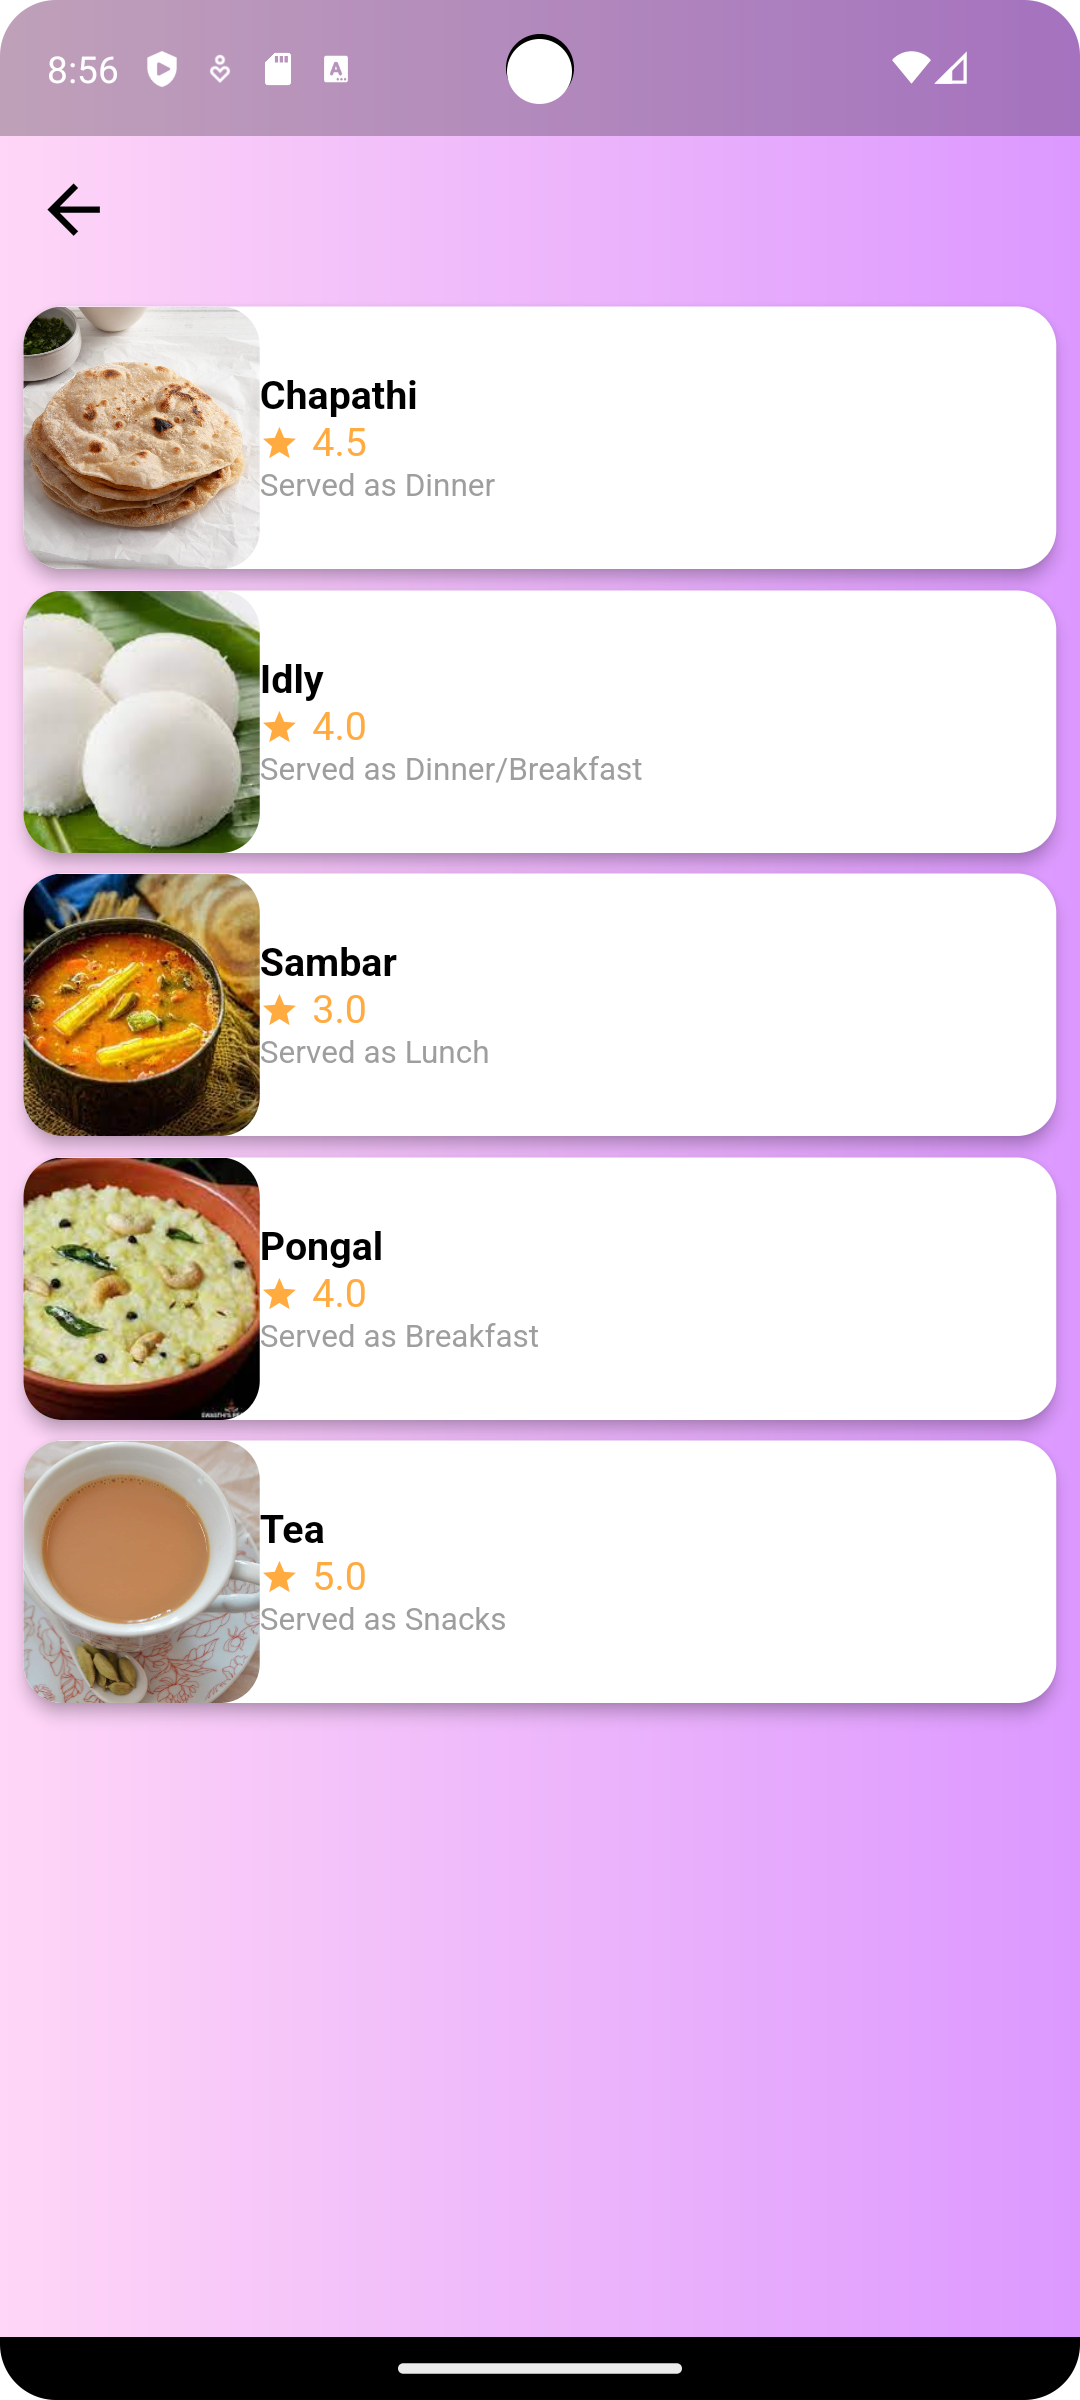 8:56
Chapathi
4.5
Served as Dinner
Idly
4.0
Served as Dinner/Breakfast
Sambar
3.0
Served as Lunch
Pongal
4.0
Served as Breakfast
Tea
5.0
Served as Snacks